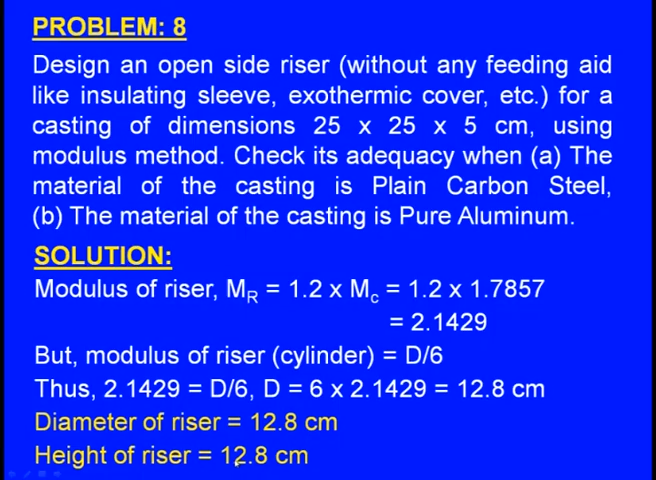 PROBLEM: 8
Design an open side riser (without any feeding aid
like insulating sleeve, exothermic cover, etc.) for a
casting of dimensions 25 x 25 x 5 cm, using
modulus method. Check its adequacy when (a) The
material of the casting is Plain Carbon Steel,
(b) The material of the casting is Pure Aluminum.
SOLUTION:
Modulus of riser, MR = 1.2 x Mc = 1.2 x 1.7857
= 2.1429
But, modulus of riser (cylinder) = D/6
Thus, 2.1429 = D/6, D = 6 x 2.1429 = 12.8 cm
Diameter of riser = 12.8 cm
Height of riser = 12.8 cm